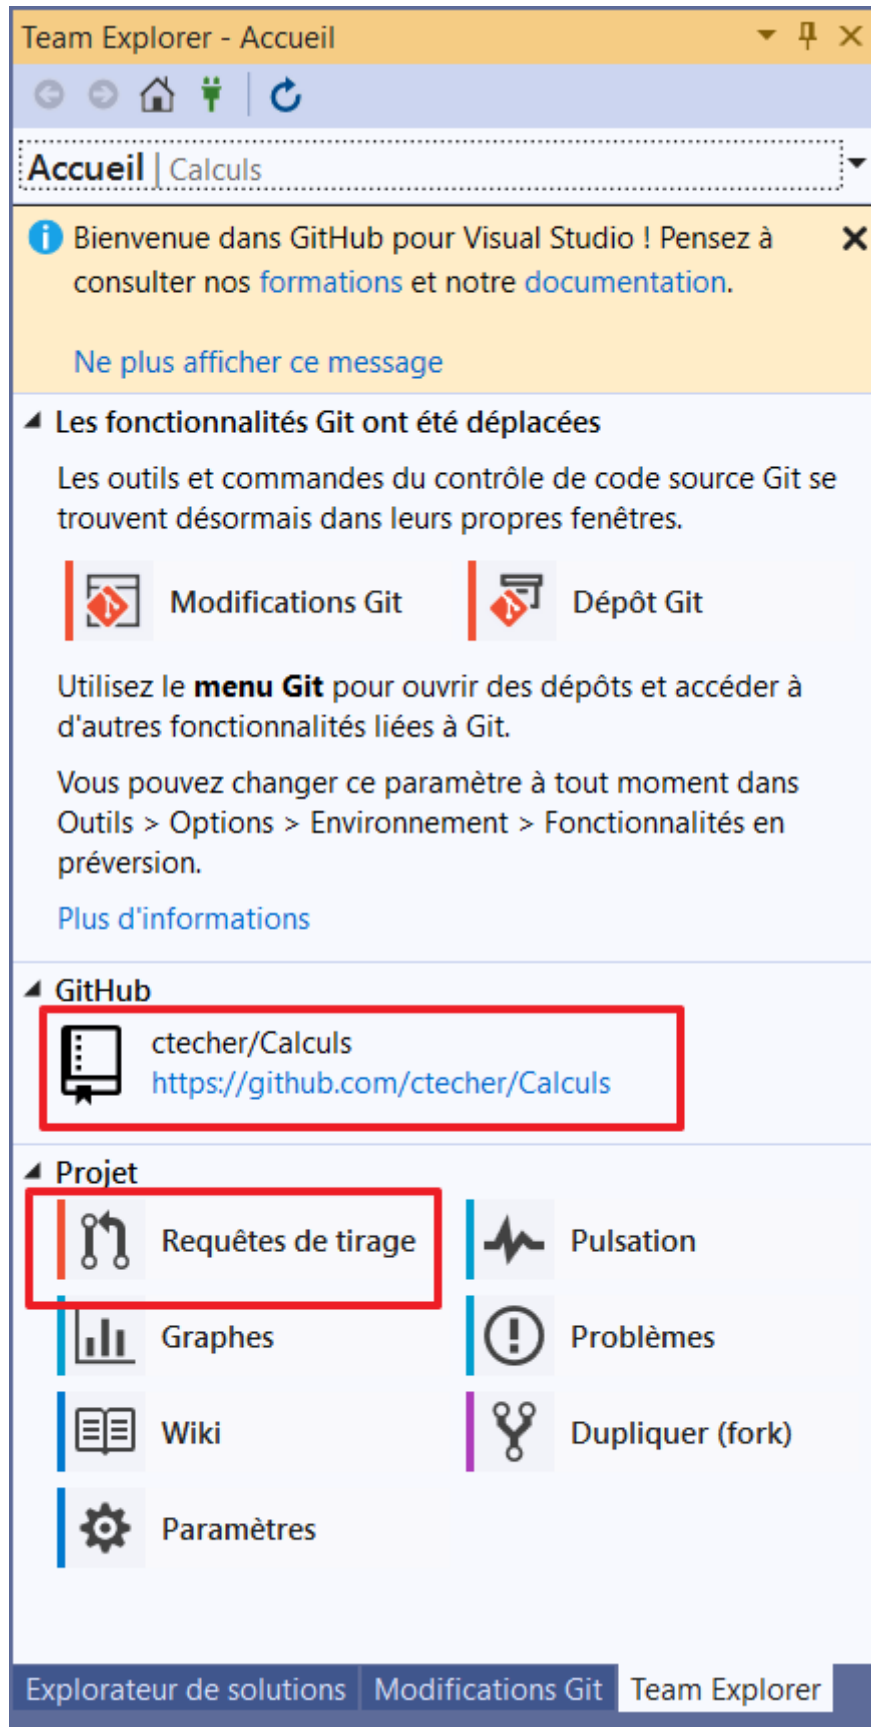 Team Explorer - Accueil
Accueil | Calculs
Bienvenue dans GitHub pour Visual Studio ! Pensez à
consulter nos formations et notre documentation.
Ne plus afficher ce message
Les fonctionnalités Git ont été déplacées
Les outils et commandes du contrôle de code source Git se
trouvent désormais dans leurs propres fenêtres.
Modifications Git
Dépôt Git
Utilisez le menu Git pour ouvrir des dépôts et accéder à
d'autres fonctionnalités liées à Git.
Vous pouvez changer ce paramètre à tout moment dans
Outils > Options > Environnement > Fonctionnalités en
préversion.
Plus d'informations
GitHub
ctecher/Calculs
https://github.com/ctecher/Calculs
Projet
Requêtes de tirage
Pulsation
Graphes
Problèmes
Wiki
Dupliquer (fork)
Paramètres
Explorateur de solutions
Modifications Git
Team Explorer